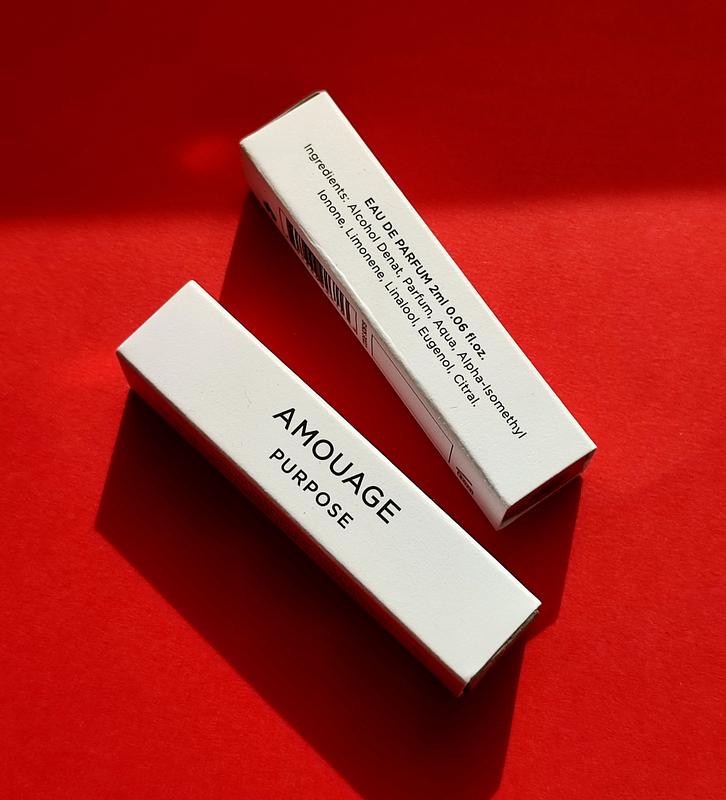 EAU DE PARFUM 2ml 0.06 fl.oz.
Ingredients: Alcohol Denat, Parfum, Aqua, Alpha-Isomethyl
Ionone, Limonene, Linalool, Eugenol, Citral.
AMOUAGE
PURPOSE